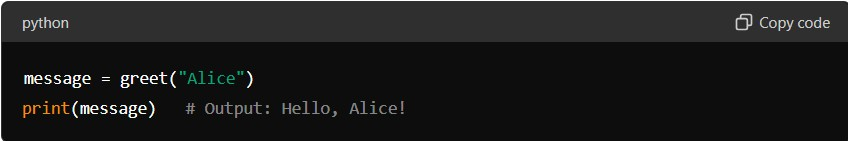 python
Copy code
message = greet("Alice")
print(message)   # Output: Hello, Alice!